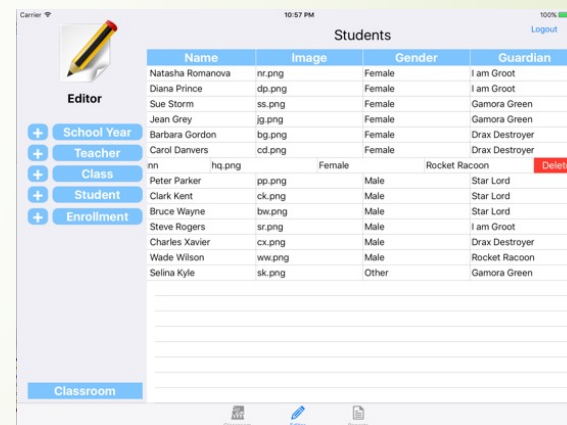 Carrier 10:57 PM 100%
Students Logout
Name Image Gender Guardian
Natasha Romanova nr.png Female I am Groot
Diana Prince dp.png Female I am Groot
Editor
Sue Storm ss.png Female Gamora Green
Jean Grey jg.png Female Gamora Green
+ School Year
Barbara Gordon bg.png Female Drax Destroyer
+ Teacher
Carol Danvers cd.png Female Drax Destroyer
+ Class
nn hq.png Female Rocket Racoon Delete
Peter Parker pp.png Male Star Lord
+ Student
Clark Kent ck.png Male Star Lord
+ Enrollment
Bruce Wayne bw.png Male Star Lord
Steve Rogers sr.png Male I am Groot
Charles Xavier cx.png Male Drax Destroyer
Wade Wilson ww.png Male Rocket Racoon
Selina Kyle sk.png Other Gamora Green
Classroom
Editor